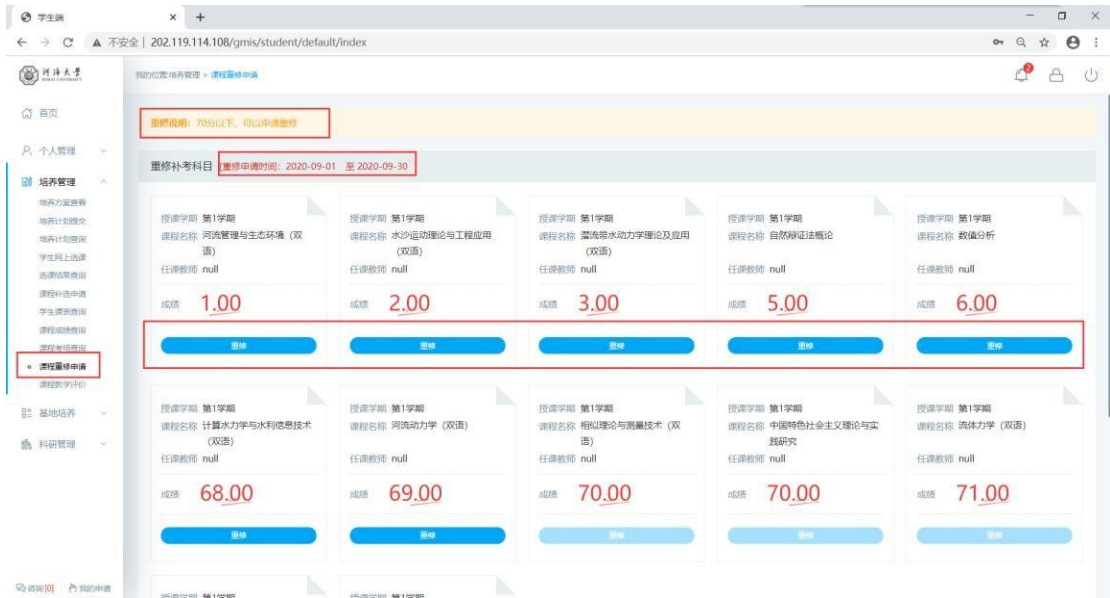 学生端
不安全 | 202.119.114.108/gmis/student/default/index
河海大学
HOHAI UNIVERSITY
我的位置:培养管理 > 课程重修申请
2
首页
个人管理
培养管理
培养方案查看
培养计划提交
培养计划查询
学生网上选课
选课结果查询
课程补选申请
学生课表查询
课程成绩查询
课程考场查询
课程重修申请
课程教学评价
基地培养
科研管理
咨询[0] 我的申请
重修说明：70分以下，可以申请重修
重修补考科目 (重修申请时间：2020-09-01 至 2020-09-30
授课学期 第1学期
课程名称 河流管理与生态环境（双
语)
任课教师 null
成绩 1.00
重修
授课学期 第1学期
课程名称 水沙运动理论与工程应用
(双语)
任课教师 null
成绩 2.00
重修
授课学期 第1学期
课程名称 潜流带水动力学理论及应用
(双语)
任课教师 null
成绩 3.00
重修
授课学期 第1学期
课程名称 自然辩证法概论
任课教师 null
成绩 5.00
重修
授课学期 第1学期
课程名称 数值分析
任课教师 null
成绩 6.00
重修
授课学期 第1学期
课程名称 计算水力学与水利信息技术
(双语)
任课教师 null
成绩 68.00
重修
授课学期 第1学期
课程名称 河流动力学（双语）
任课教师 null
成绩 69.00
重修
授课学期 第1学期
课程名称 相似理论与测量技术（双
语)
任课教师 null
成绩 70.00
重修
授课学期 第1学期
课程名称 中国特色社会主义理论与实
践研究
任课教师 null
成绩 70.00
重修
授课学期 第1学期
课程名称 流体力学（双语）
任课教师 null
成绩 71.00
重修
授课学期 第1学期
授课学期 第1学期